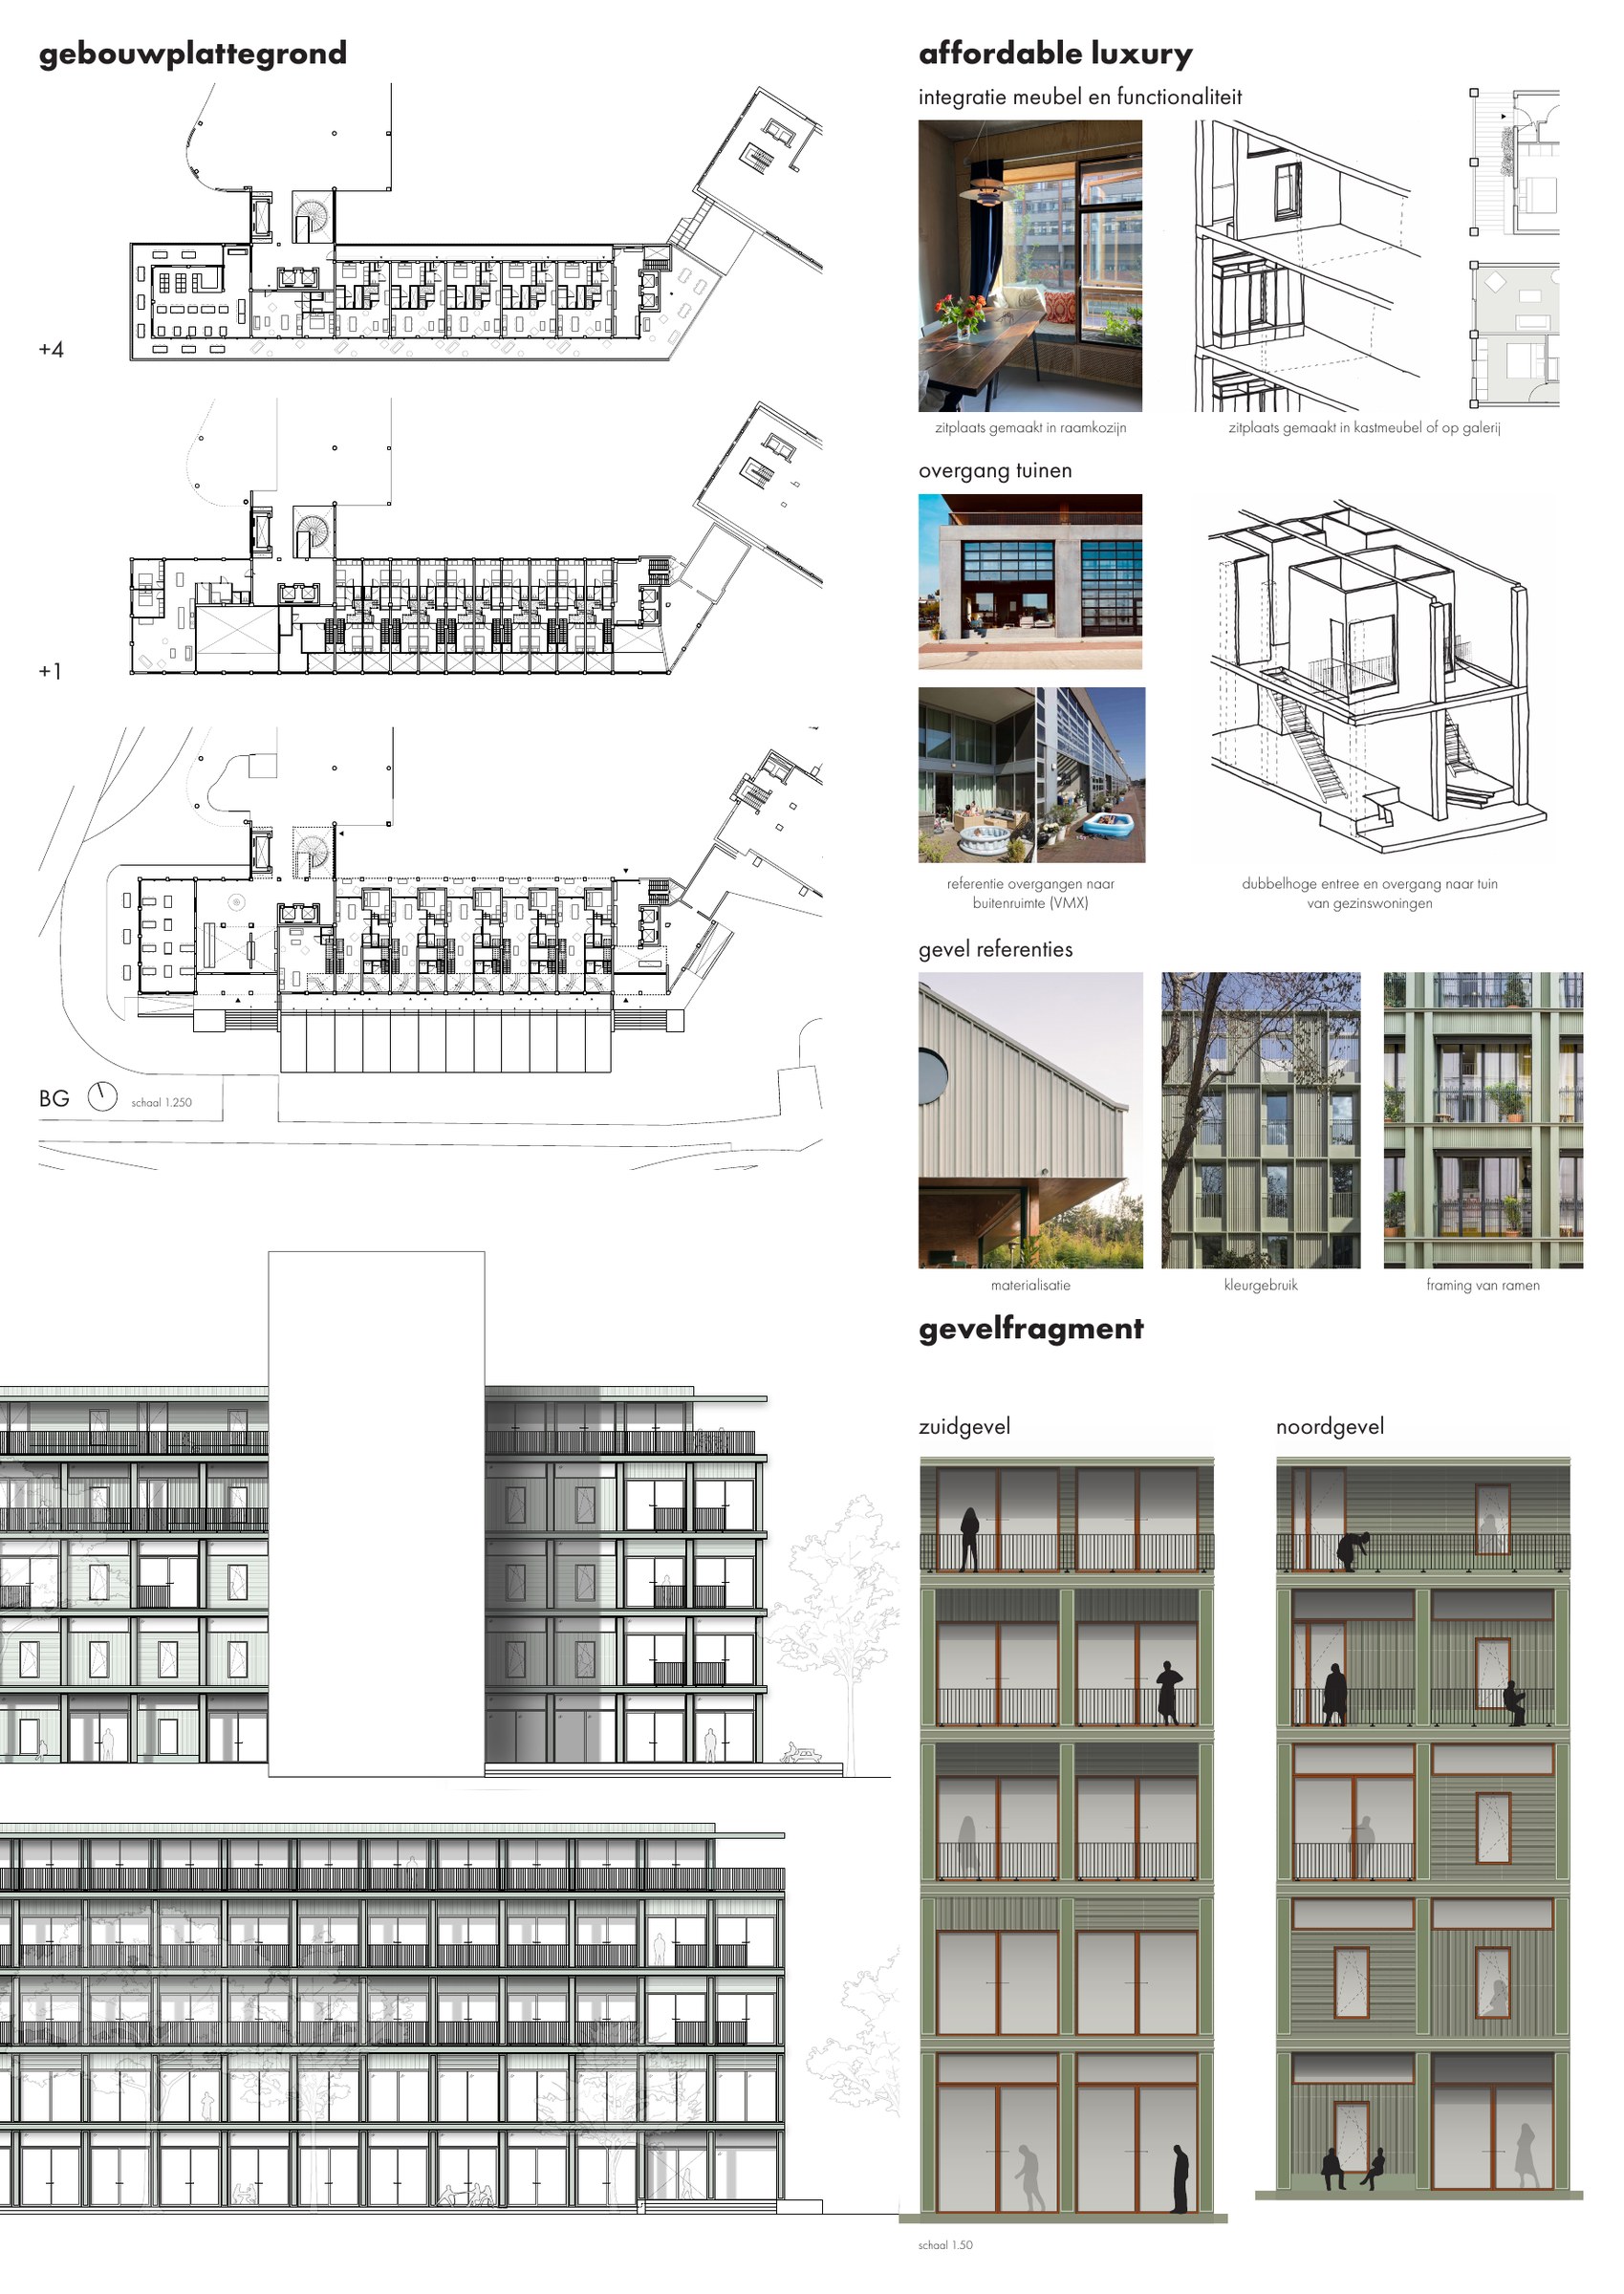 gebouwplattegrond
+4
+1
BG
schaal 1.250
affordable luxury
integratie meubel en functionaliteit
zitplaats gemaakt in raamkozijn
zitplaats gemaakt in kastmeubel of op galerij
overgang tuinen
referentie overgangen naar
buitenruimte (VMX)
dubbelhoge entree en overgang naar tuin
van gezinswoningen
gevel referenties
materialisatie
kleurgebruik
framing van ramen
gevelfragment
zuidgevel
noordgevel
schaal 1.50